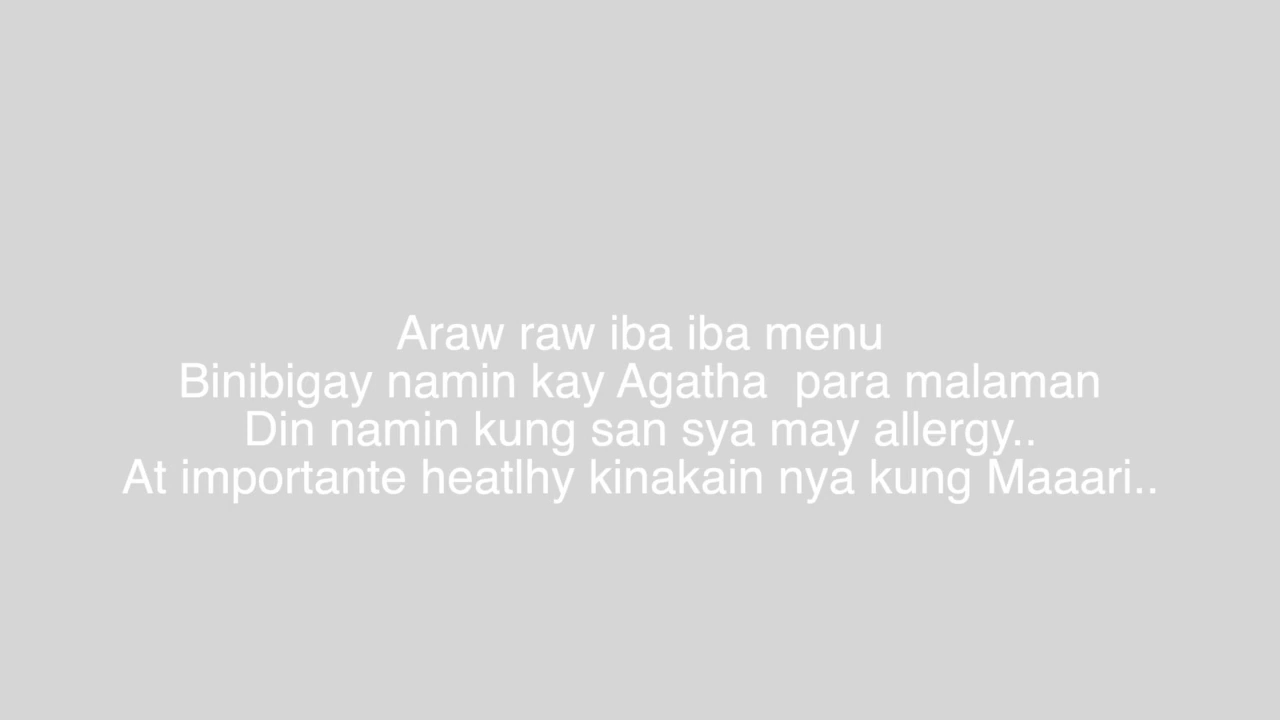 Araw raw iba iba menu
Binibigay namin kay Agatha  para malaman
Din namin kung san sya may allergy..
At importante heatlhy kinakain nya kung Maaari..